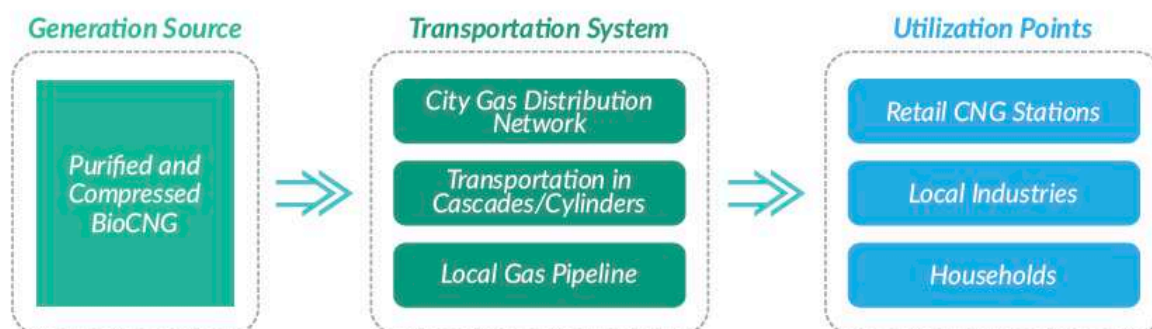 Generation Source
Purified and
Compressed
BioCNG
Transportation System
City Gas Distribution
Network
Transportation in
Cascades/Cylinders
Local Gas Pipeline
Utilization Points
Retail CNG Stations
Local Industries
Households